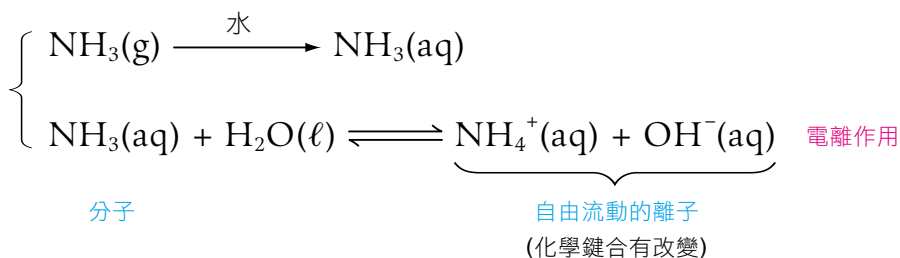 NH₃(g) 水 → NH₃(aq)
NH₃(aq) + H₂O(ℓ) ⇌ NH₄⁺(aq) + OH⁻(aq) 電離作用
分子 自由流動的離子
(化學鍵合有改變)